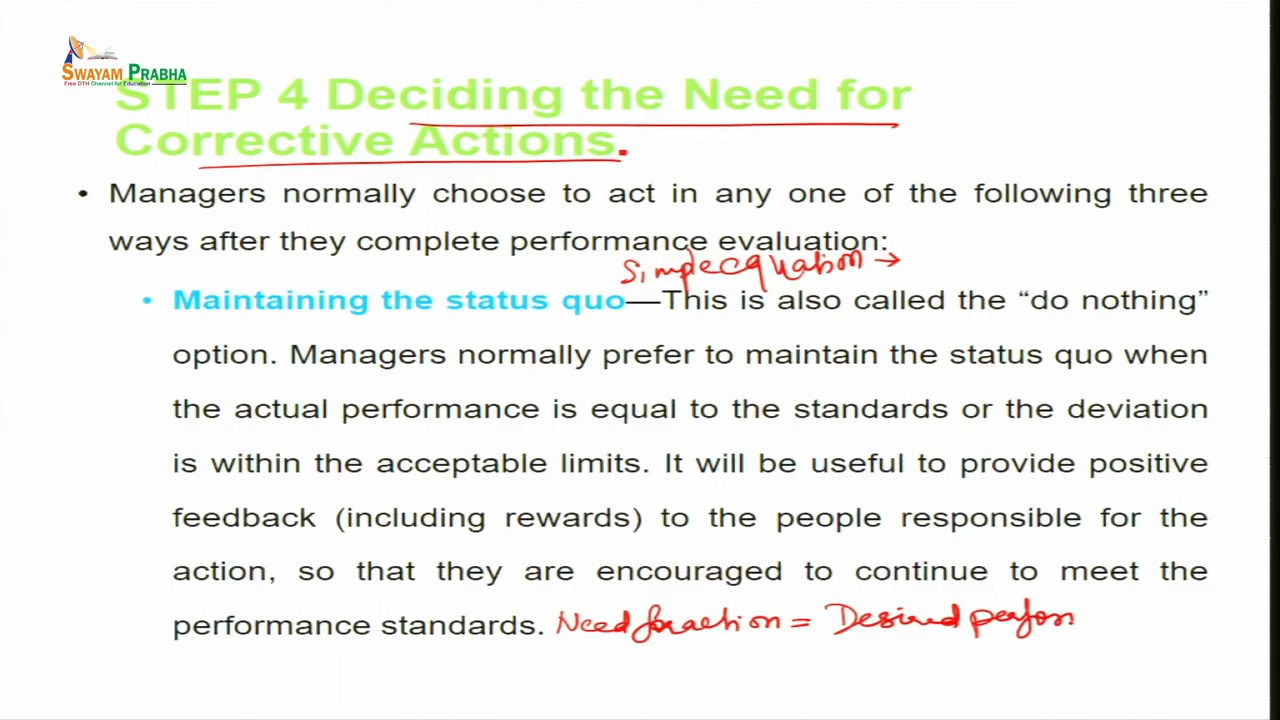 SWAYAM PRABHA
Free DTH Channel for Education
STEP 4 Deciding the Need for
Corrective Actions.
• Managers normally choose to act in any one of the following three
ways after they complete performance evaluation:
Simple equation →
• Maintaining the status quo—This is also called the “do nothing”
option. Managers normally prefer to maintain the status quo when
the actual performance is equal to the standards or the deviation
is within the acceptable limits. It will be useful to provide positive
feedback (including rewards) to the people responsible for the
action, so that they are encouraged to continue to meet the
performance standards. Need for action = Desired perfor